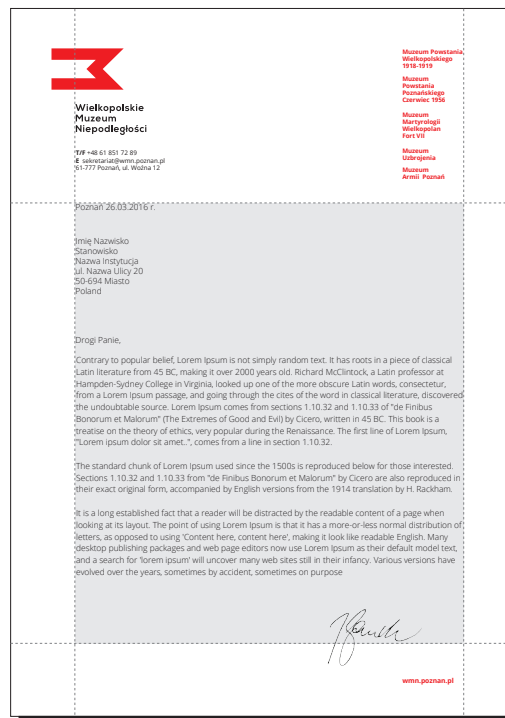 Wielkopolskie
Muzeum
Niepodległości
T/F +48 61 851 72 89
E sekretariat@wmn.poznan.pl
61-777 Poznań, ul. Woźna 12
Muzeum Powstania
Wielkopolskiego
1918-1919
Muzeum
Powstania
Poznańskiego
Czerwiec 1956
Muzeum
Martyrologii
Wielkopolan
Fort VII
Muzeum
Uzbrojenia
Muzeum
Armii Poznań
Poznań 26.03.2016 r.
Imię Nazwisko
Stanowisko
Nazwa Instytucja
ul. Nazwa Ulicy 20
50-694 Miasto
Poland
Drogi Panie,
Contrary to popular belief, Lorem Ipsum is not simply random text. It has roots in a piece of classical
Latin literature from 45 BC, making it over 2000 years old. Richard McClintock, a Latin professor at
Hampden-Sydney College in Virginia, looked up one of the more obscure Latin words, consectetur,
from a Lorem Ipsum passage, and going through the cites of the word in classical literature, discovered
the undoubtable source. Lorem Ipsum comes from sections 1.10.32 and 1.10.33 of "de Finibus
Bonorum et Malorum" (The Extremes of Good and Evil) by Cicero, written in 45 BC. This book is a
treatise on the theory of ethics, very popular during the Renaissance. The first line of Lorem Ipsum,
"Lorem ipsum dolor sit amet..", comes from a line in section 1.10.32.
The standard chunk of Lorem Ipsum used since the 1500s is reproduced below for those interested.
Sections 1.10.32 and 1.10.33 from "de Finibus Bonorum et Malorum" by Cicero are also reproduced in
their exact original form, accompanied by English versions from the 1914 translation by H. Rackham.
It is a long established fact that a reader will be distracted by the readable content of a page when
looking at its layout. The point of using Lorem Ipsum is that it has a more-or-less normal distribution of
letters, as opposed to using 'Content here, content here', making it look like readable English. Many
desktop publishing packages and web page editors now use Lorem Ipsum as their default model text,
and a search for 'lorem ipsum' will uncover many web sites still in their infancy. Various versions have
evolved over the years, sometimes by accident, sometimes on purpose
wmn.poznan.pl